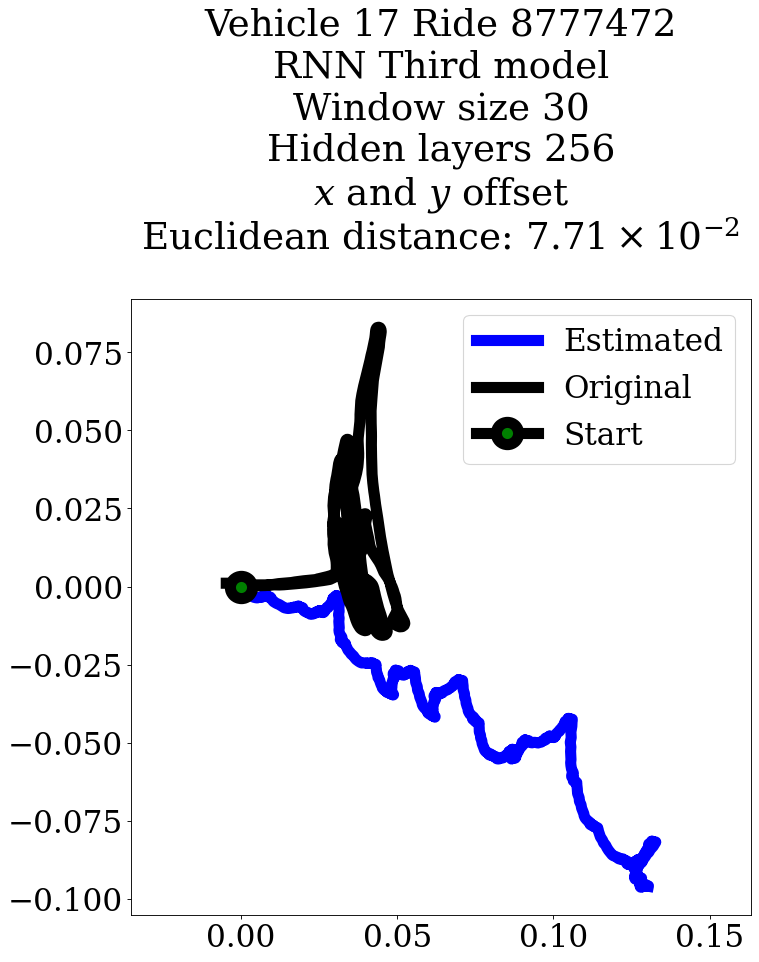 Vehicle 17 Ride 8777472
RNN Third model
Window size 30
Hidden layers 256
x and y offset
Euclidean distance: 7.71 × 10⁻²
Estimated
Original
Start
0.075
0.050
0.025
0.000
−0.025
−0.050
−0.075
−0.100
0.00 0.05 0.10 0.15